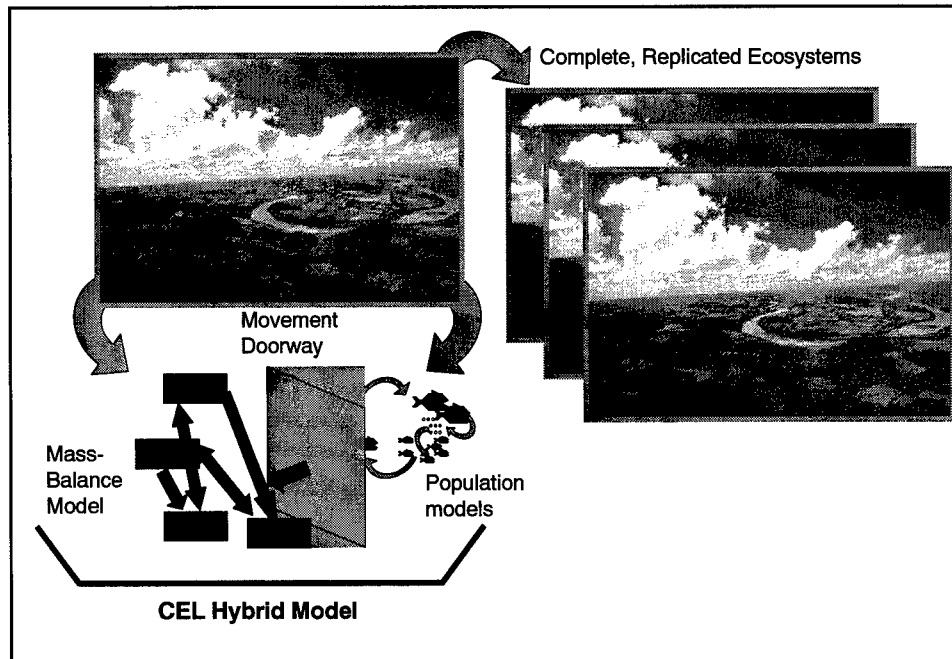 Complete, Replicated Ecosystems
Movement
Doorway
Mass-
Balance
Model
Population
models
CEL Hybrid Model